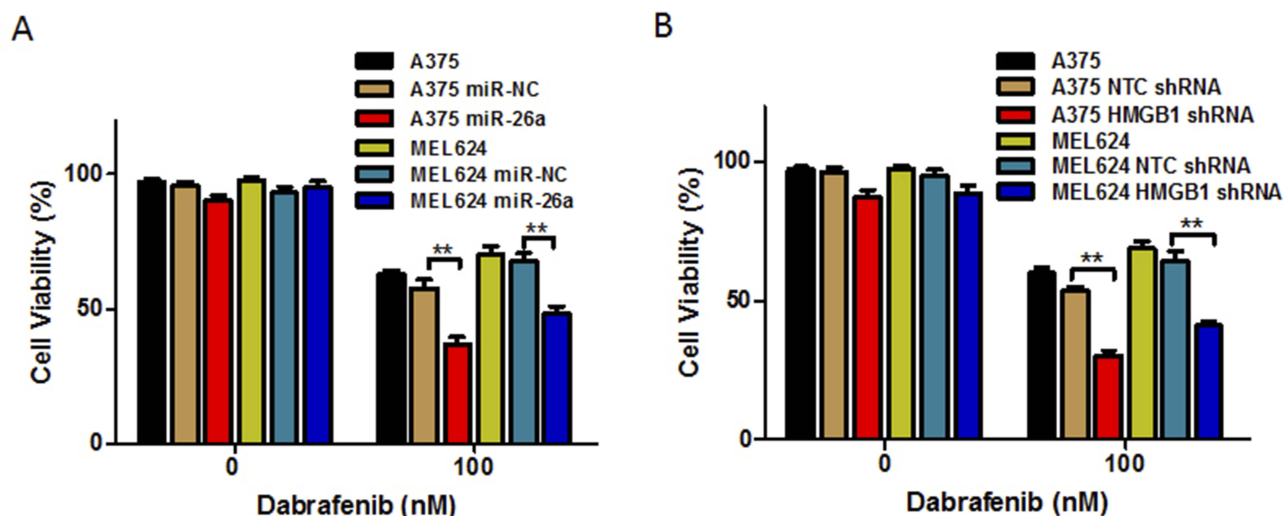 A
A375
A375 miR-NC
A375 miR-26a
MEL624
MEL624 miR-NC
MEL624 miR-26a
Cell Viability (%)
100
50
0
**
**
0
100
Dabrafenib (nM)
B
A375
A375 NTC shRNA
A375 HMGB1 shRNA
MEL624
MEL624 NTC shRNA
MEL624 HMGB1 shRNA
Cell Viability (%)
100
50
0
**
**
0
100
Dabrafenib (nM)